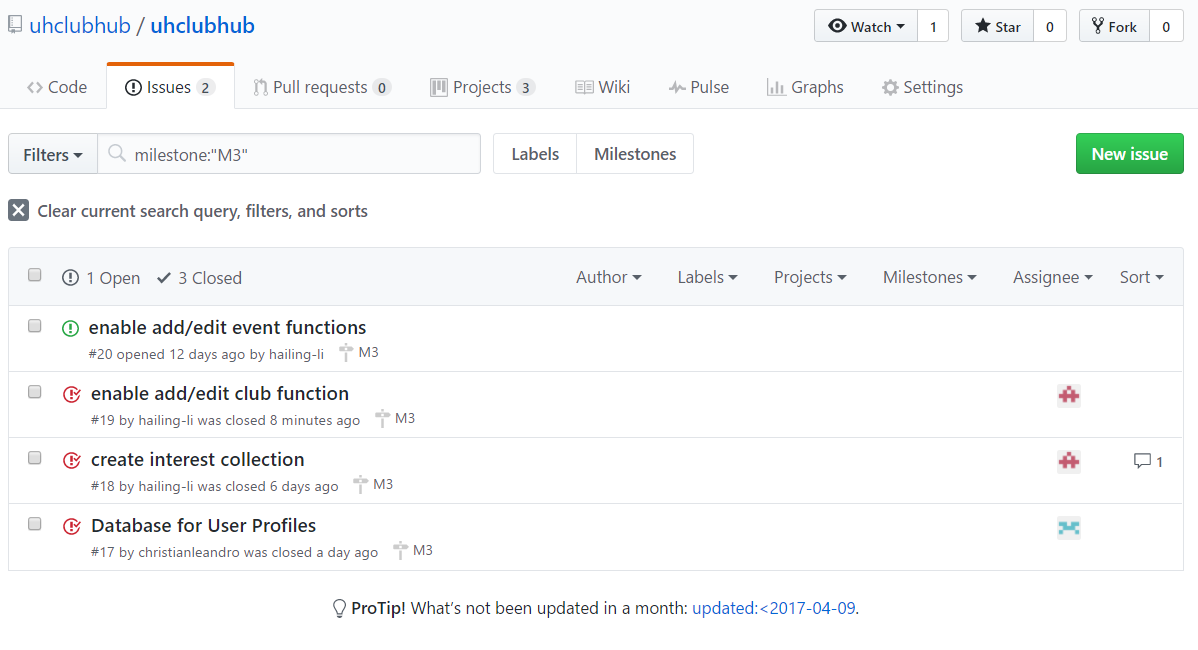 uhclubhub / uhclubhub Watch 1 Star 0 Fork 0
Code Issues 2 Pull requests 0 Projects 3 Wiki Pulse Graphs Settings
Filters milestone:"M3" Labels Milestones New issue
Clear current search query, filters, and sorts
1 Open 3 Closed Author Labels Projects Milestones Assignee Sort
enable add/edit event functions
#20 opened 12 days ago by hailing-li M3
enable add/edit club function
#19 by hailing-li was closed 8 minutes ago M3
create interest collection 1
#18 by hailing-li was closed 6 days ago M3
Database for User Profiles
#17 by christianleandro was closed a day ago M3
ProTip! What's not been updated in a month: updated:<2017-04-09.